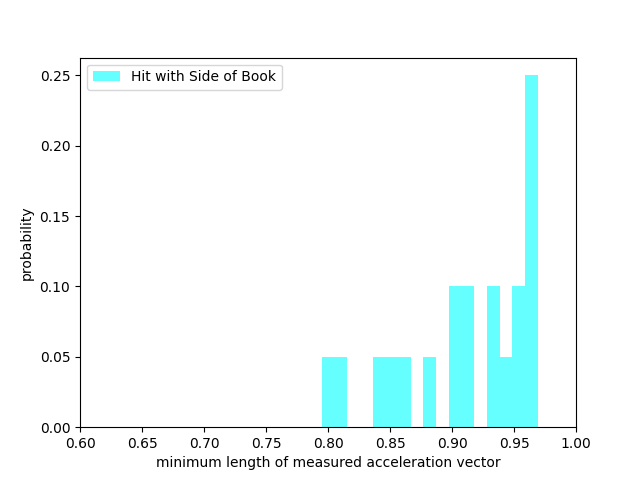 Hit with Side of Book
0.25
0.20
0.15
0.10
0.05
0.00
probability
0.60 0.65 0.70 0.75 0.80 0.85 0.90 0.95 1.00
minimum length of measured acceleration vector